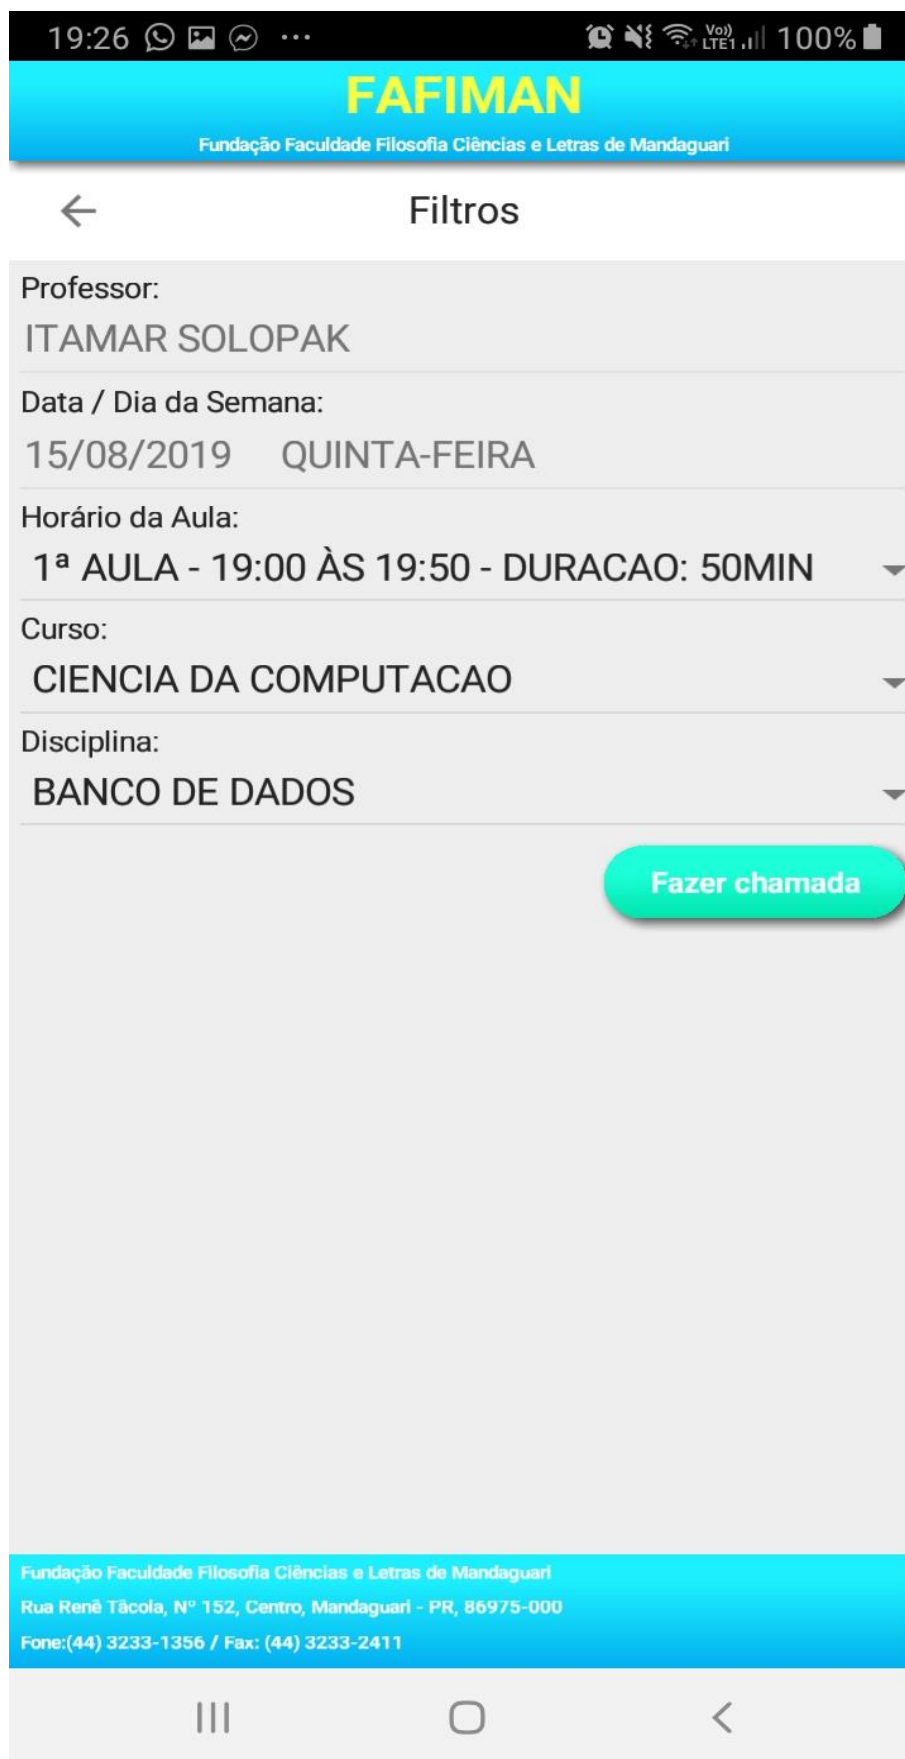 19:26 ... Vo)) LTE1 100%
FAFIMAN
Fundação Faculdade Filosofia Ciências e Letras de Mandaguari
Filtros
Professor:
ITAMAR SOLOPAK
Data / Dia da Semana:
15/08/2019 QUINTA-FEIRA
Horário da Aula:
1ª AULA - 19:00 ÀS 19:50 - DURACAO: 50MIN
Curso:
CIENCIA DA COMPUTACAO
Disciplina:
BANCO DE DADOS
Fazer chamada
Fundação Faculdade Filosofia Ciências e Letras de Mandaguari
Rua Renê Tâcola, Nº 152, Centro, Mandaguari - PR, 86975-000
Fone:(44) 3233-1356 / Fax: (44) 3233-2411